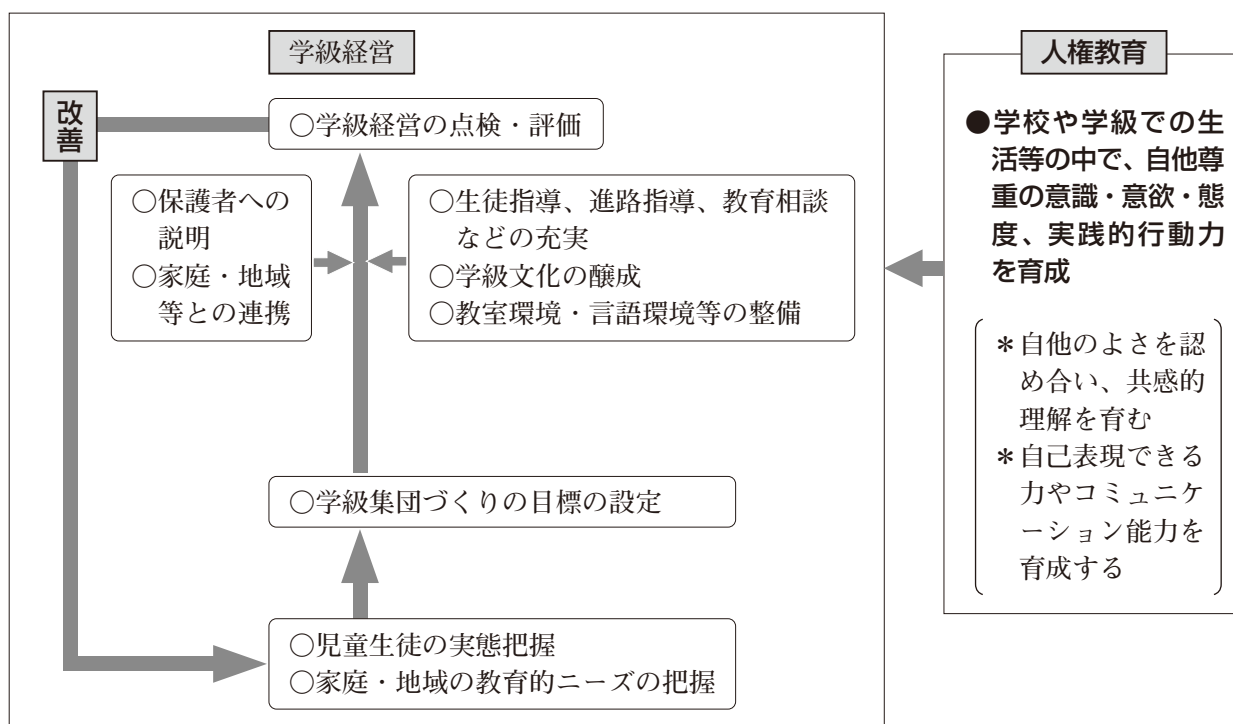 学級経営
改善
○学級経営の点検・評価
○保護者への
説明
○家庭・地域
等との連携
○生徒指導、進路指導、教育相談
などの充実
○学級文化の醸成
○教室環境・言語環境等の整備
○学級集団づくりの目標の設定
○児童生徒の実態把握
○家庭・地域の教育的ニーズの把握
人権教育
●学校や学級での生
活等の中で、自他尊
重の意識・意欲・態
度、実践的行動力
を育成
＊自他のよさを認
め合い、共感的
理解を育む
＊自己表現できる
力やコミュニケ
ーション能力を
育成する